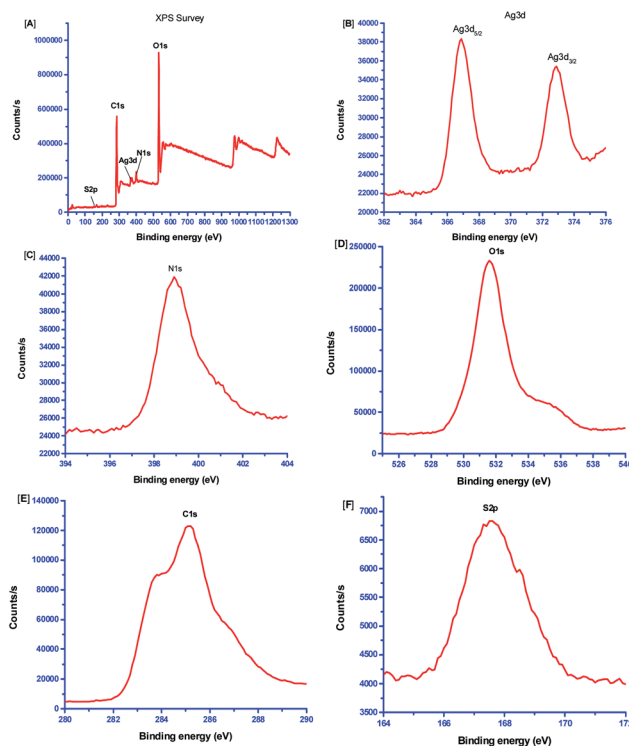 [A]
XPS Survey
1000000
800000
600000
400000
200000
0
Counts/s
O1s
C1s
Ag3d
N1s
S2p
0 100 200 300 400 500 600 700 800 900 1000 1100 1200 1300
Binding energy (eV)
[B]
Ag3d
40000
38000
36000
34000
32000
30000
28000
26000
24000
22000
20000
Counts/s
Ag3d5/2
Ag3d3/2
362 364 366 368 370 372 374 376
Binding energy (eV)
[C]
N1s
44000
42000
40000
38000
36000
34000
32000
30000
28000
26000
24000
22000
Counts/s
394 396 398 400 402 404
Binding energy (eV)
[D]
O1s
250000
200000
150000
100000
50000
0
Counts/s
526 528 530 532 534 536 538 540
Binding energy (eV)
[E]
C1s
140000
120000
100000
80000
60000
40000
20000
0
Counts/s
280 282 284 285 286 288 290
Binding energy (eV)
[F]
S2p
7000
6500
6000
5500
5000
4500
4000
3500
Counts/s
164 166 168 170 172
Binding energy (eV)